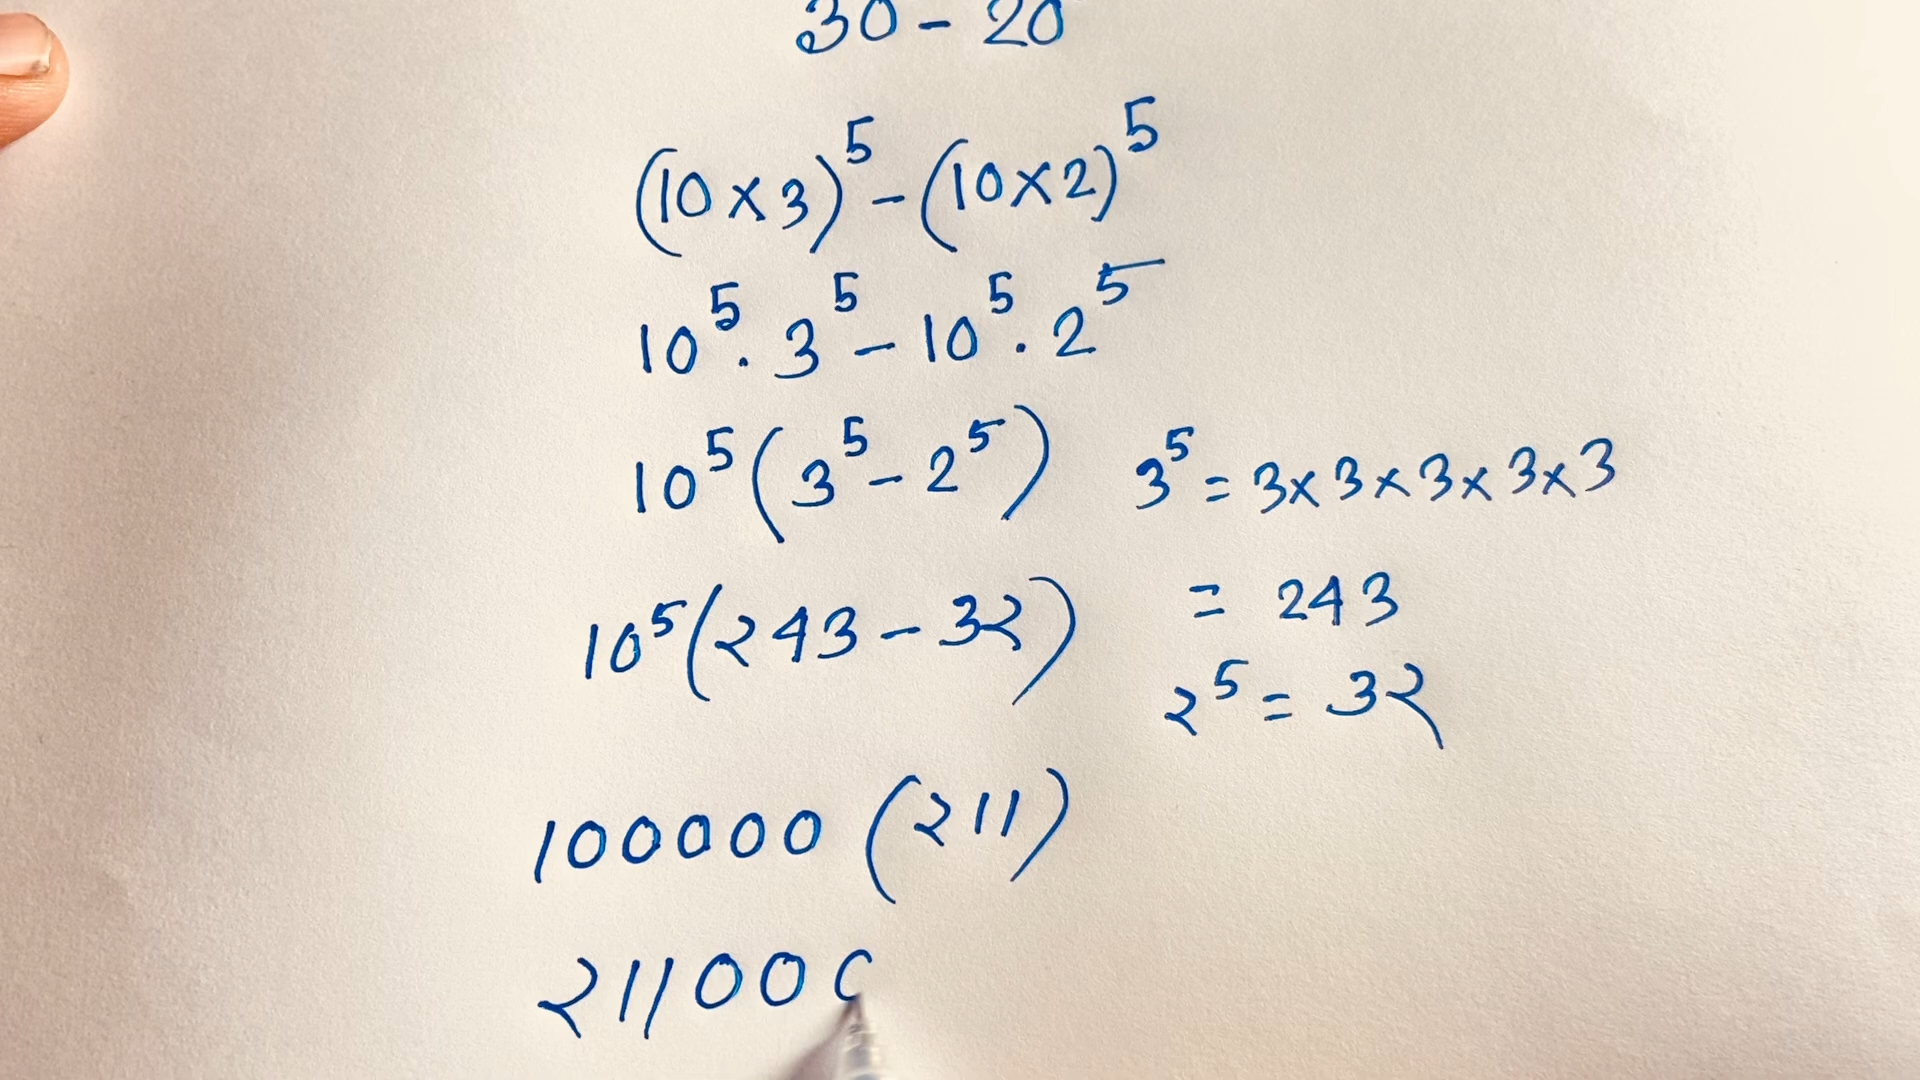 30 - 20
(10 × 3)⁵ - (10 × 2)⁵
10⁵ . 3⁵ - 10⁵ . 2⁵
10⁵ (3⁵ - 2⁵) 3⁵ = 3 × 3 × 3 × 3 × 3
10⁵ (243 - 32) = 243
2⁵ = 32
100000 (211)
21100